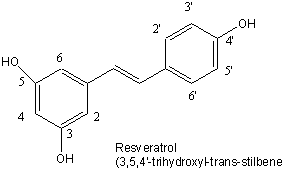 OH
3'
2'
4'
HO
6
5'
5
6'
4
2
3
OH
Resveratrol
(3,5,4'-trihydroxyl-trans-stilbene